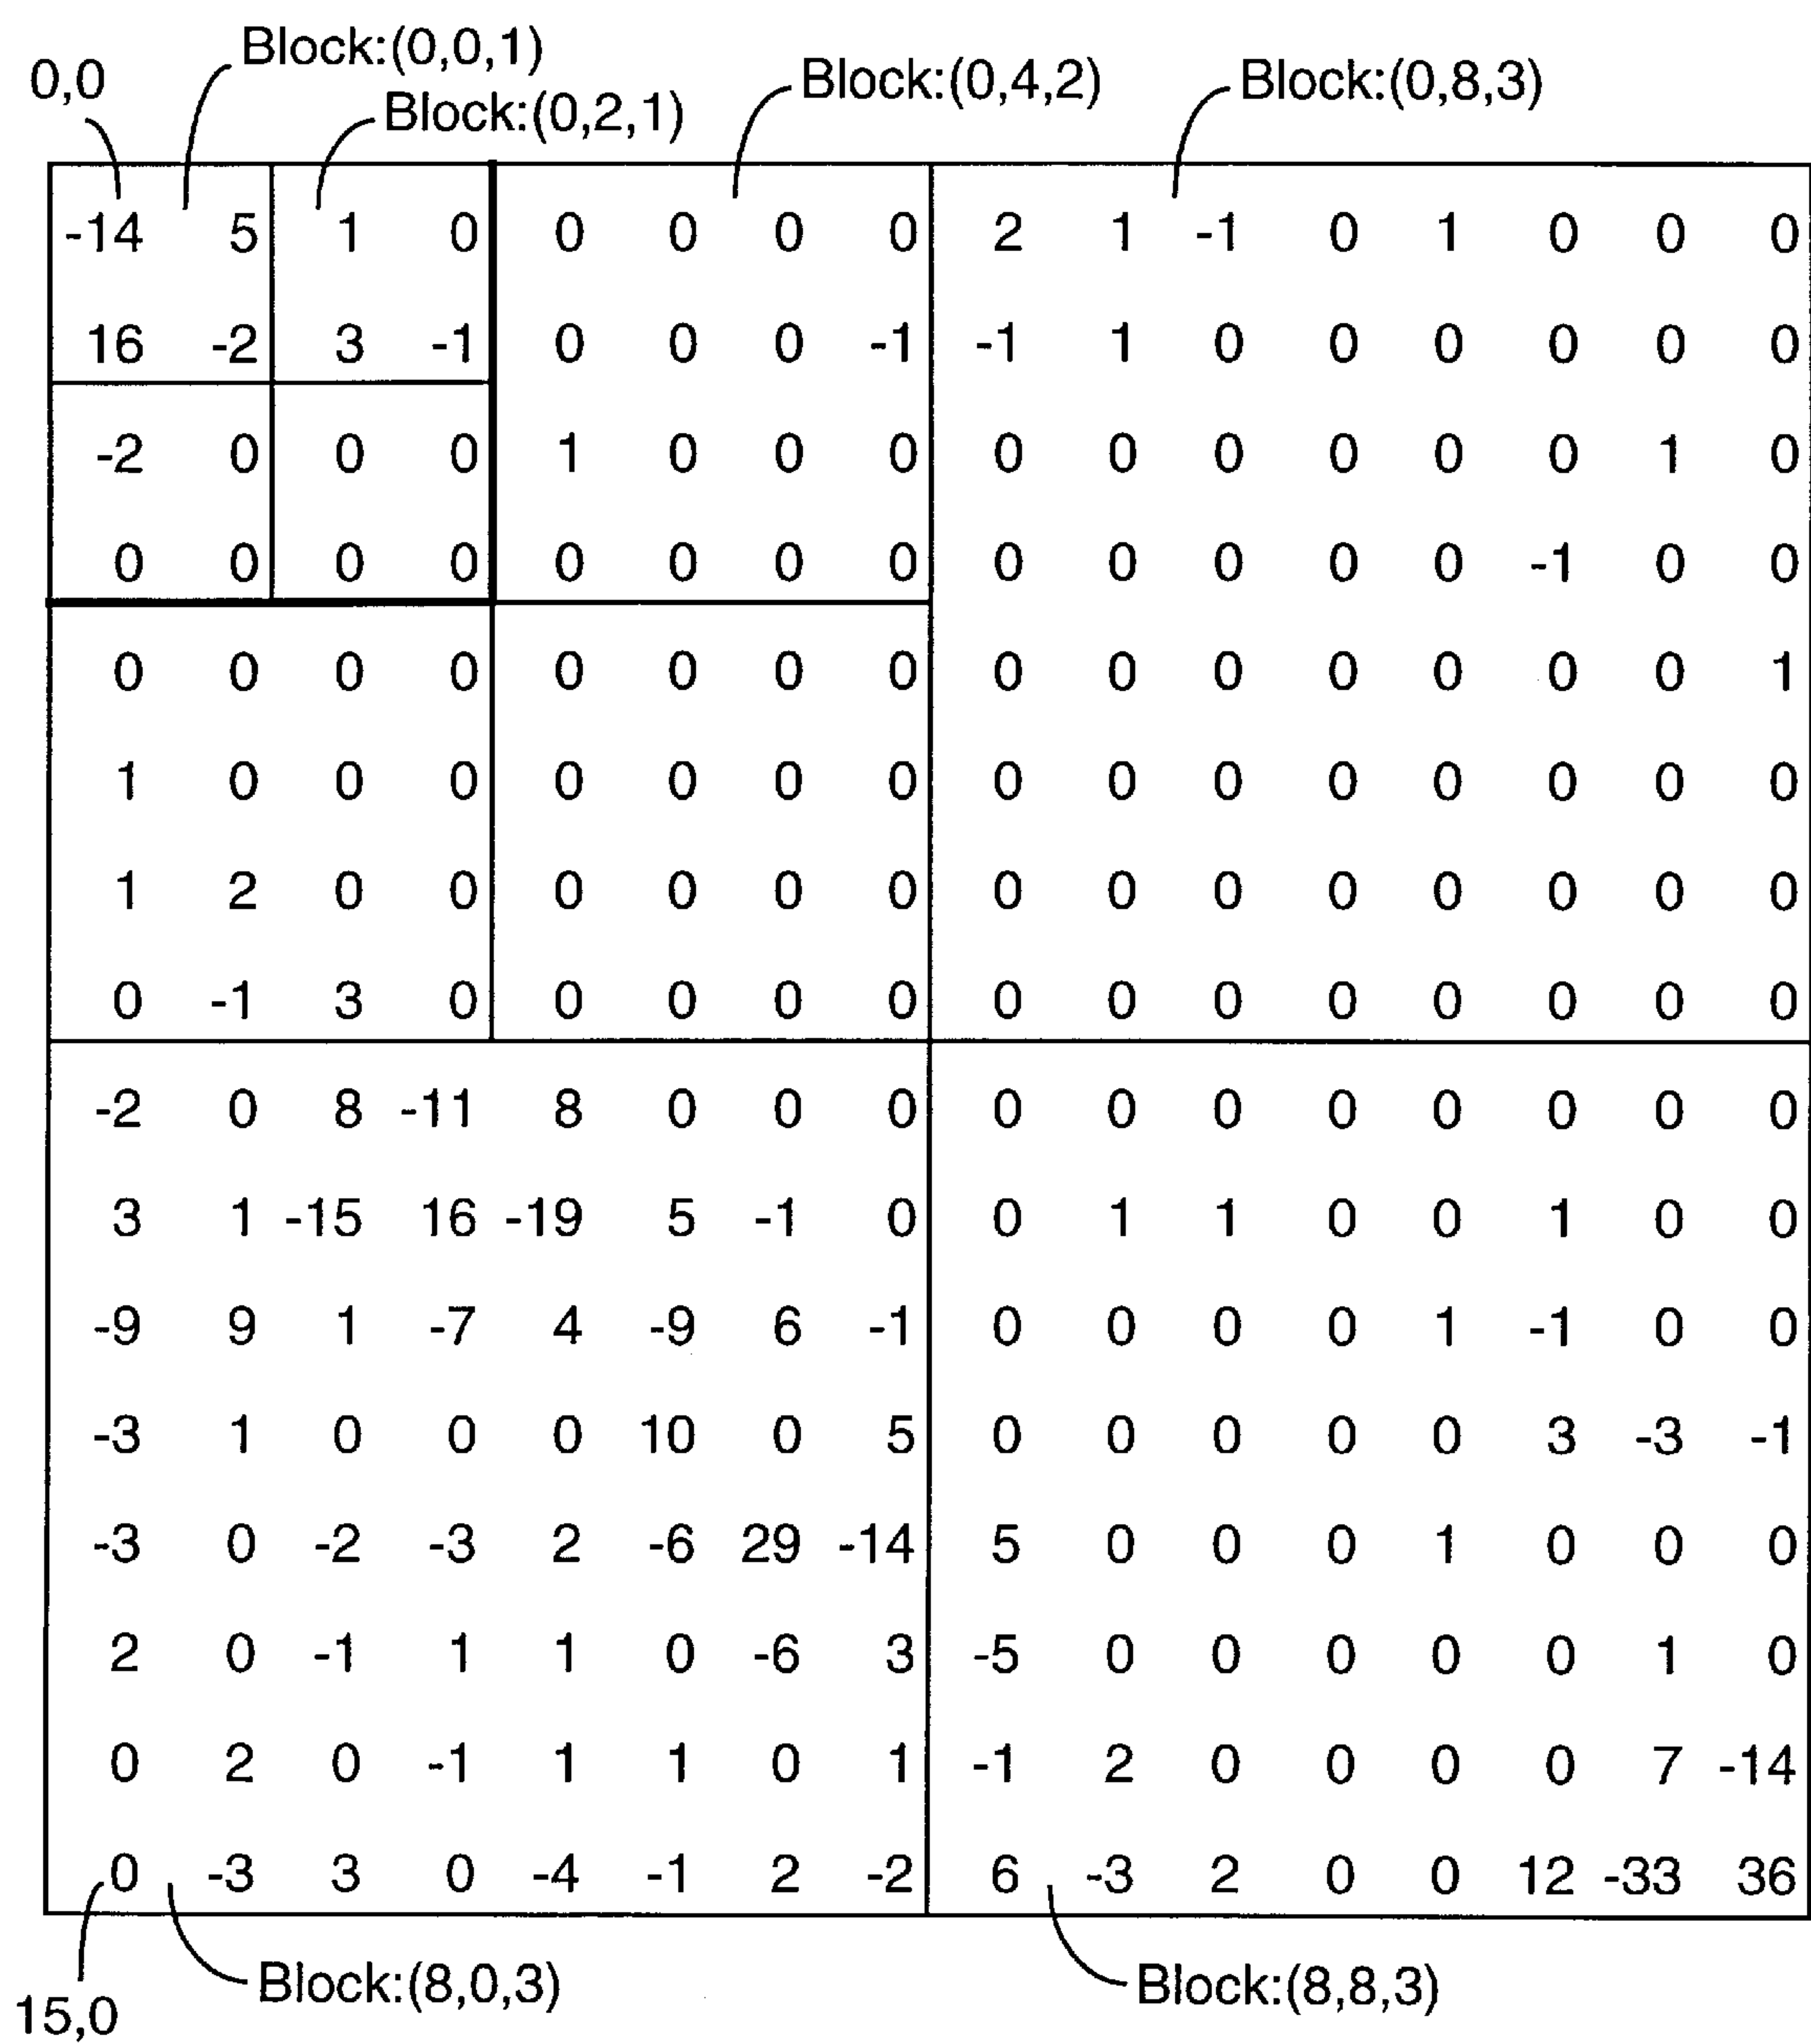 Block:(0,0,1)
0,0
Block:(0,4,2)
Block:(0,8,3)
Block:(0,2,1)
-14 5 1 0 0 0 0 0 2 1 -1 0 1 0 0 0
16 -2 3 -1 0 0 0 -1 -1 1 0 0 0 0 0 0
-2 0 0 0 1 0 0 0 0 0 0 0 0 0 1 0
0 0 0 0 0 0 0 0 0 0 0 0 0 -1 0 0
0 0 0 0 0 0 0 0 0 0 0 0 0 0 0 1
1 0 0 0 0 0 0 0 0 0 0 0 0 0 0 0
1 2 0 0 0 0 0 0 0 0 0 0 0 0 0 0
0 -1 3 0 0 0 0 0 0 0 0 0 0 0 0 0
-2 0 8 -11 8 0 0 0 0 0 0 0 0 0 0 0
3 1 -15 16 -19 5 -1 0 0 1 1 0 0 1 0 0
-9 9 1 -7 4 -9 6 -1 0 0 0 0 1 -1 0 0
-3 1 0 0 0 10 0 5 0 0 0 0 0 3 -3 -1
-3 0 -2 -3 2 -6 29 -14 5 0 0 0 1 0 0 0
2 0 -1 1 1 0 -6 3 -5 0 0 0 0 0 1 0
0 2 0 -1 1 1 0 1 -1 2 0 0 0 0 7 -14
0 -3 3 0 -4 -1 2 -2 6 -3 2 0 0 12 -33 36
Block:(8,0,3)
Block:(8,8,3)
15,0